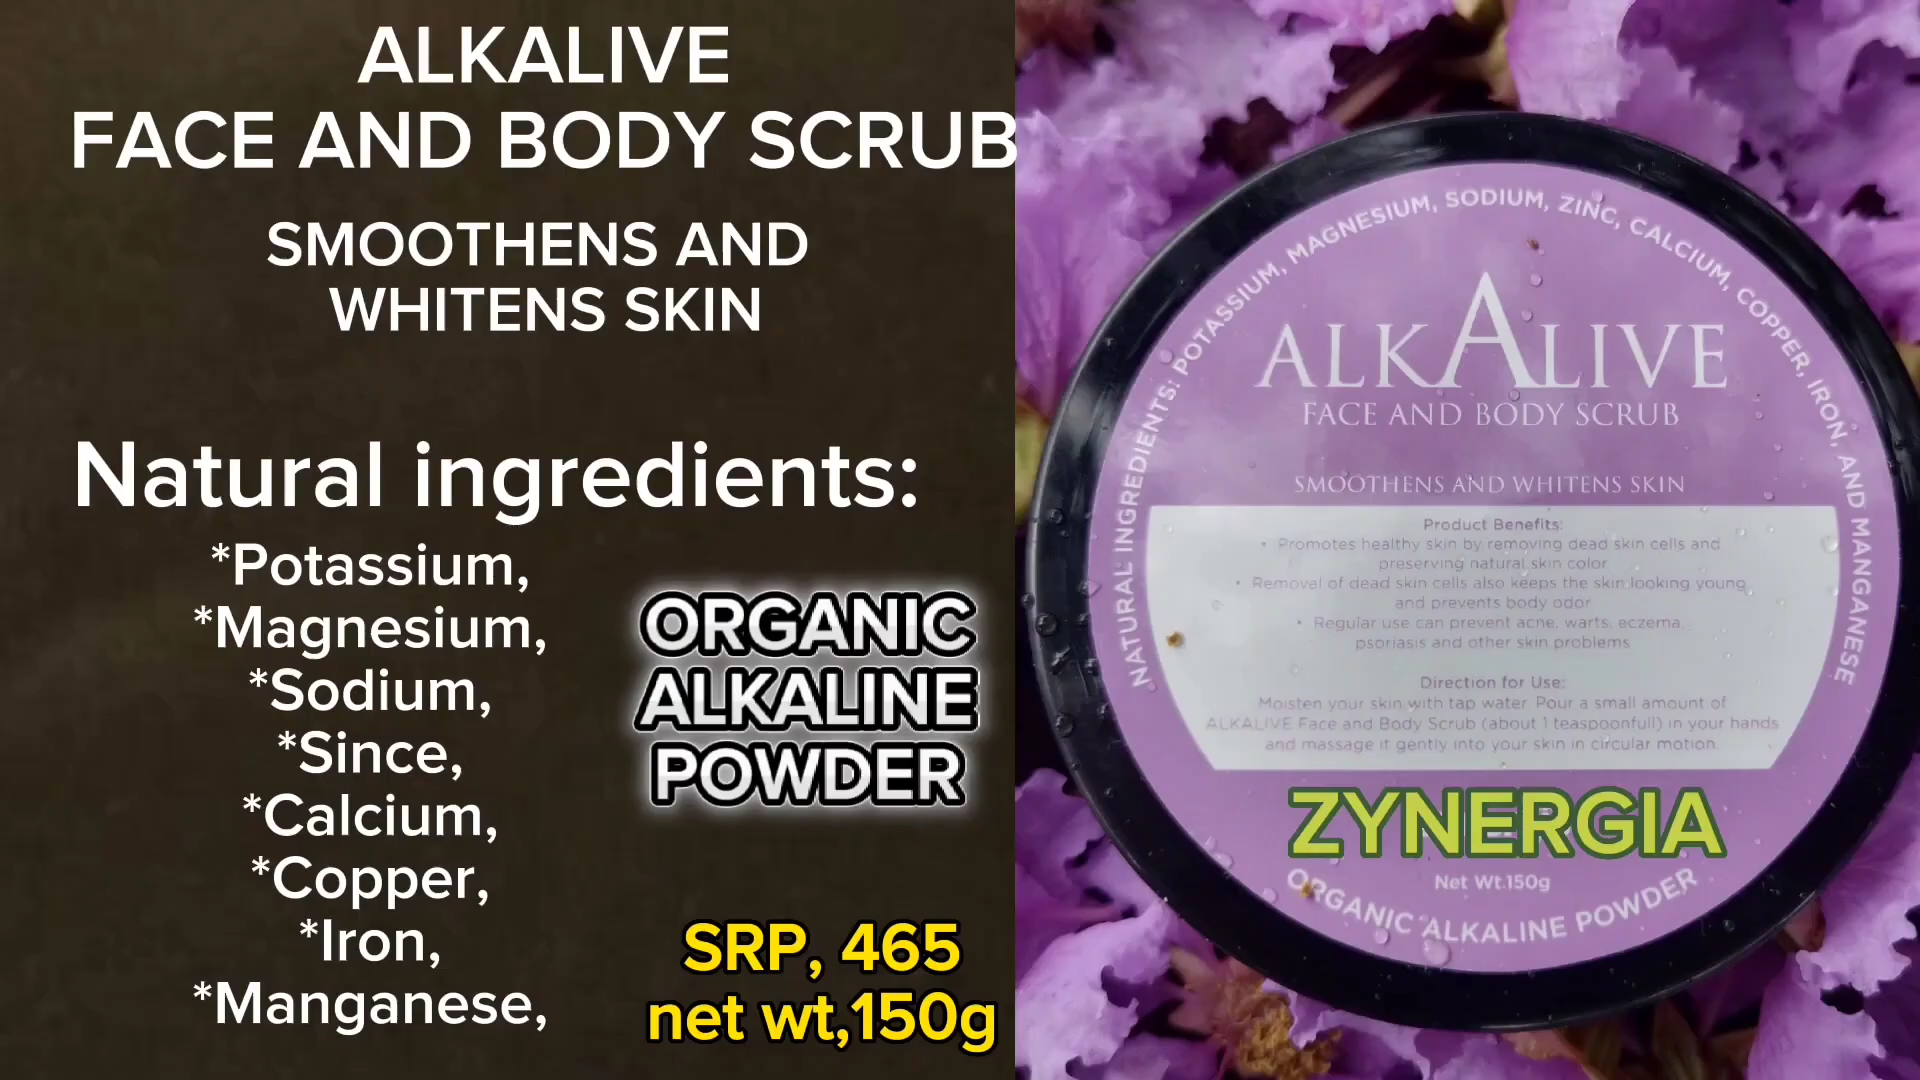 ALKALIVE
FACE AND BODY SCRUB
SMOOTHENS AND
WHITENS SKIN
Natural ingredients:
*Potassium,
*Magnesium,
*Sodium,
*Since,
*Calcium,
*Copper,
*Iron,
*Manganese,
ORGANIC
ALKALINE
POWDER
SRP, 465
net wt,150g
NATURAL INGREDIENTS: POTASSIUM, MAGNESIUM, SODIUM, ZINC, CALCIUM, COPPER, IRON, AND MANGANESE
ALKALIVE
FACE AND BODY SCRUB
SMOOTHENS AND WHITENS SKIN
Product Benefits:
• Promotes healthy skin by removing dead skin cells and
preserving natural skin color
• Removal of dead skin cells also keeps the skin looking young
and prevents body odor
• Regular use can prevent acne, warts, eczema,
psoriasis and other skin problems
Direction for Use:
Moisten your skin with tap water. Pour a small amount of
ALKALIVE Face and Body Scrub (about 1 teaspoonfull) in your hands
and massage it gently into your skin in circular motion.
ZYNERGIA
Net Wt.150g
ORGANIC ALKALINE POWDER